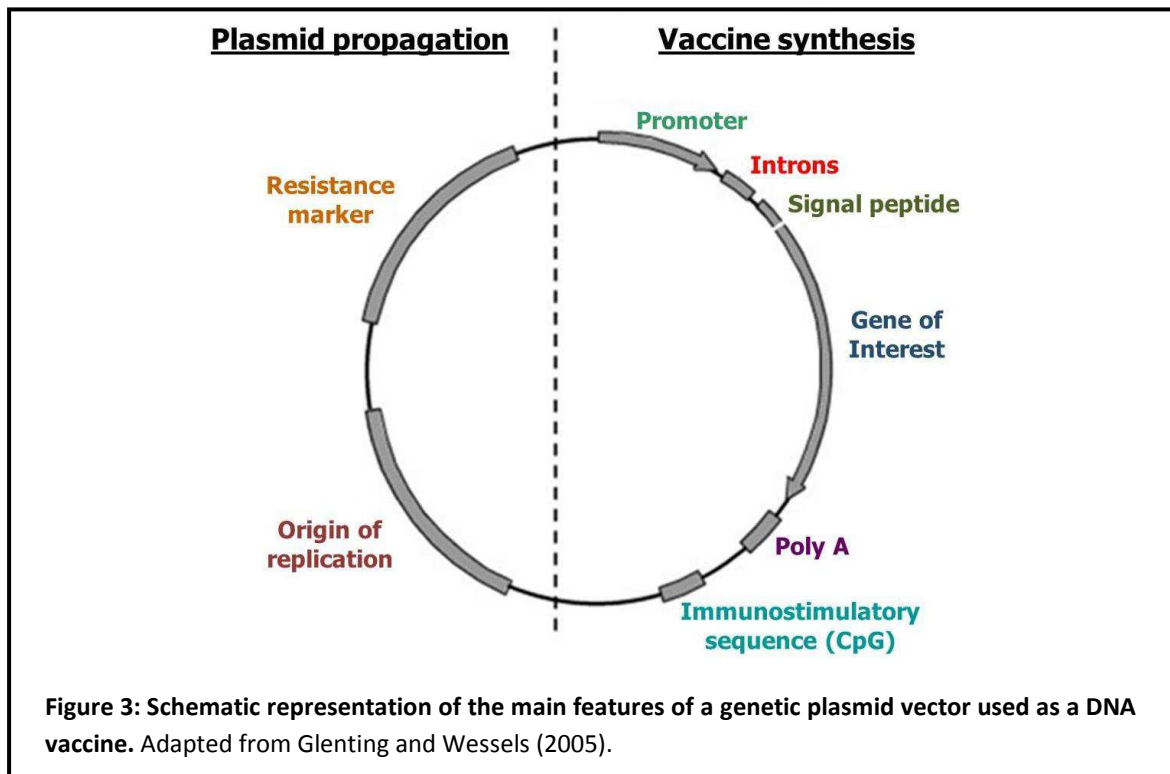 Plasmid propagation
Vaccine synthesis
Promoter
Introns
Signal peptide
Resistance
marker
Gene of
Interest
Origin of
replication
Poly A
Immunostimulatory
sequence (CpG)
Figure 3: Schematic representation of the main features of a genetic plasmid vector used as a DNA
vaccine. Adapted from Glenting and Wessels (2005).